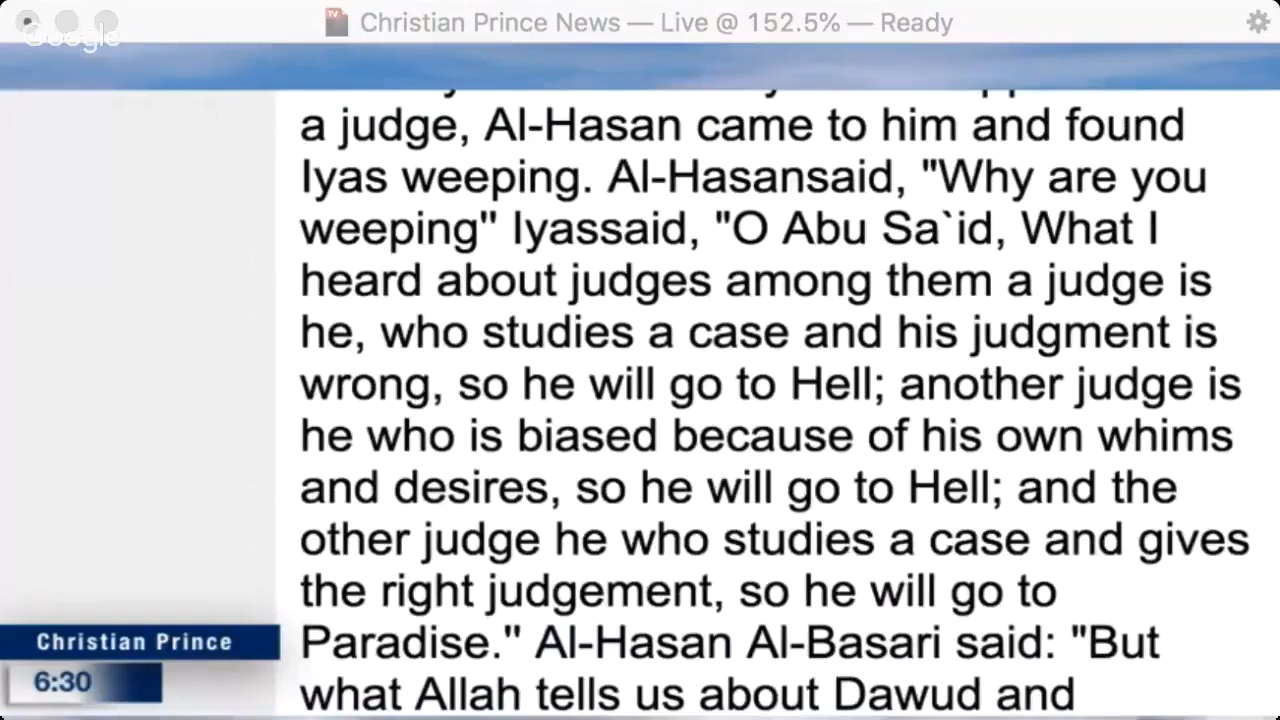 Christian Prince News — Live @ 152.5% — Ready
Google
a judge, Al-Hasan came to him and found
Iyas weeping. Al-Hasansaid, "Why are you
weeping" Iyassaid, "O Abu Sa`id, What I
heard about judges among them a judge is
he, who studies a case and his judgment is
wrong, so he will go to Hell; another judge is
he who is biased because of his own whims
and desires, so he will go to Hell; and the
other judge he who studies a case and gives
the right judgement, so he will go to
Paradise." Al-Hasan Al-Basari said: "But
what Allah tells us about Dawud and
Christian Prince
6:30